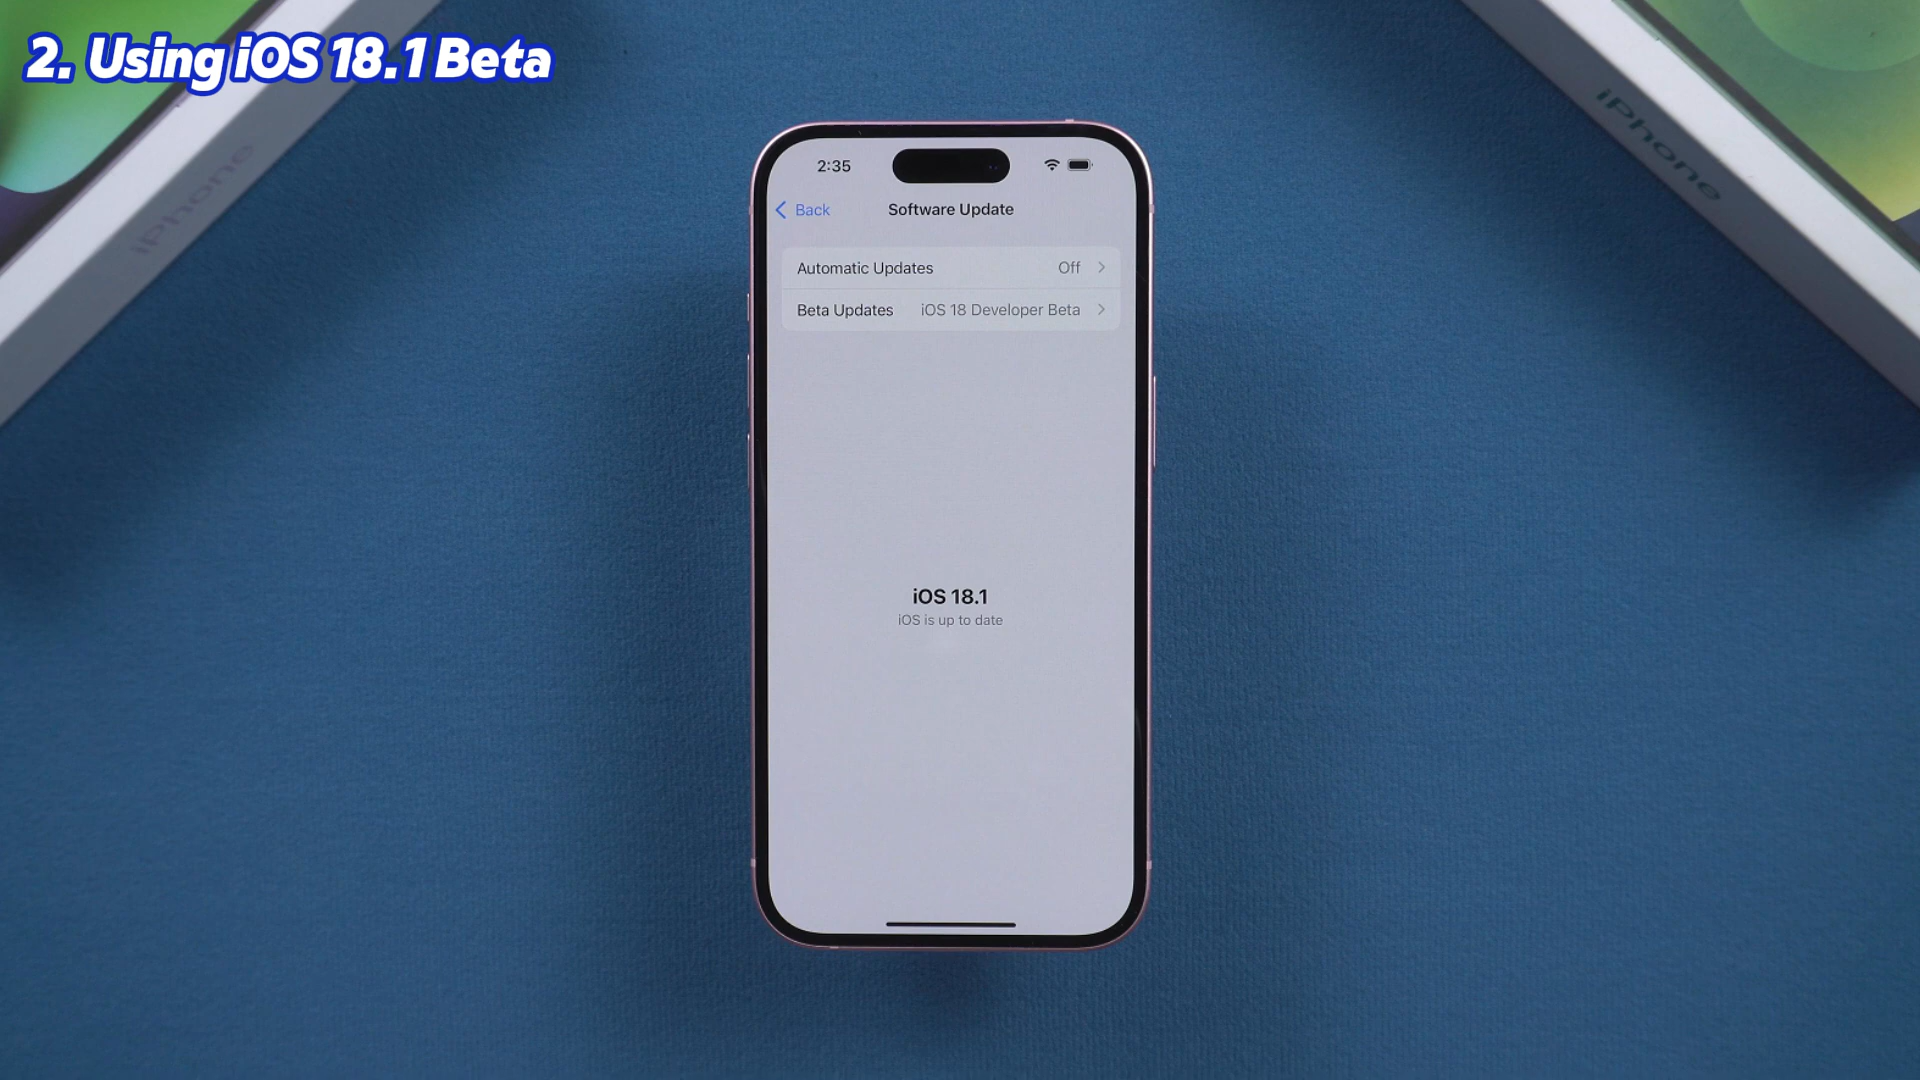 2. Using iOS 18.1 Beta
iPhone
iPhone
2:35
Back
Software Update
Automatic Updates Off
Beta Updates iOS 18 Developer Beta
iOS 18.1
iOS is up to date